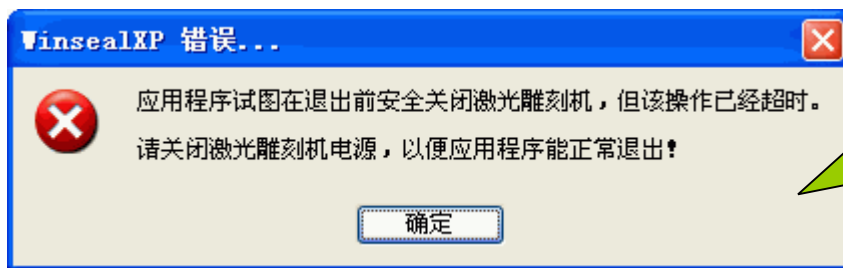 WinsealXP 错误...
应用程序试图在退出前安全关闭激光雕刻机，但该操作已经超时。
请关闭激光雕刻机电源，以便应用程序能正常退出！
确定